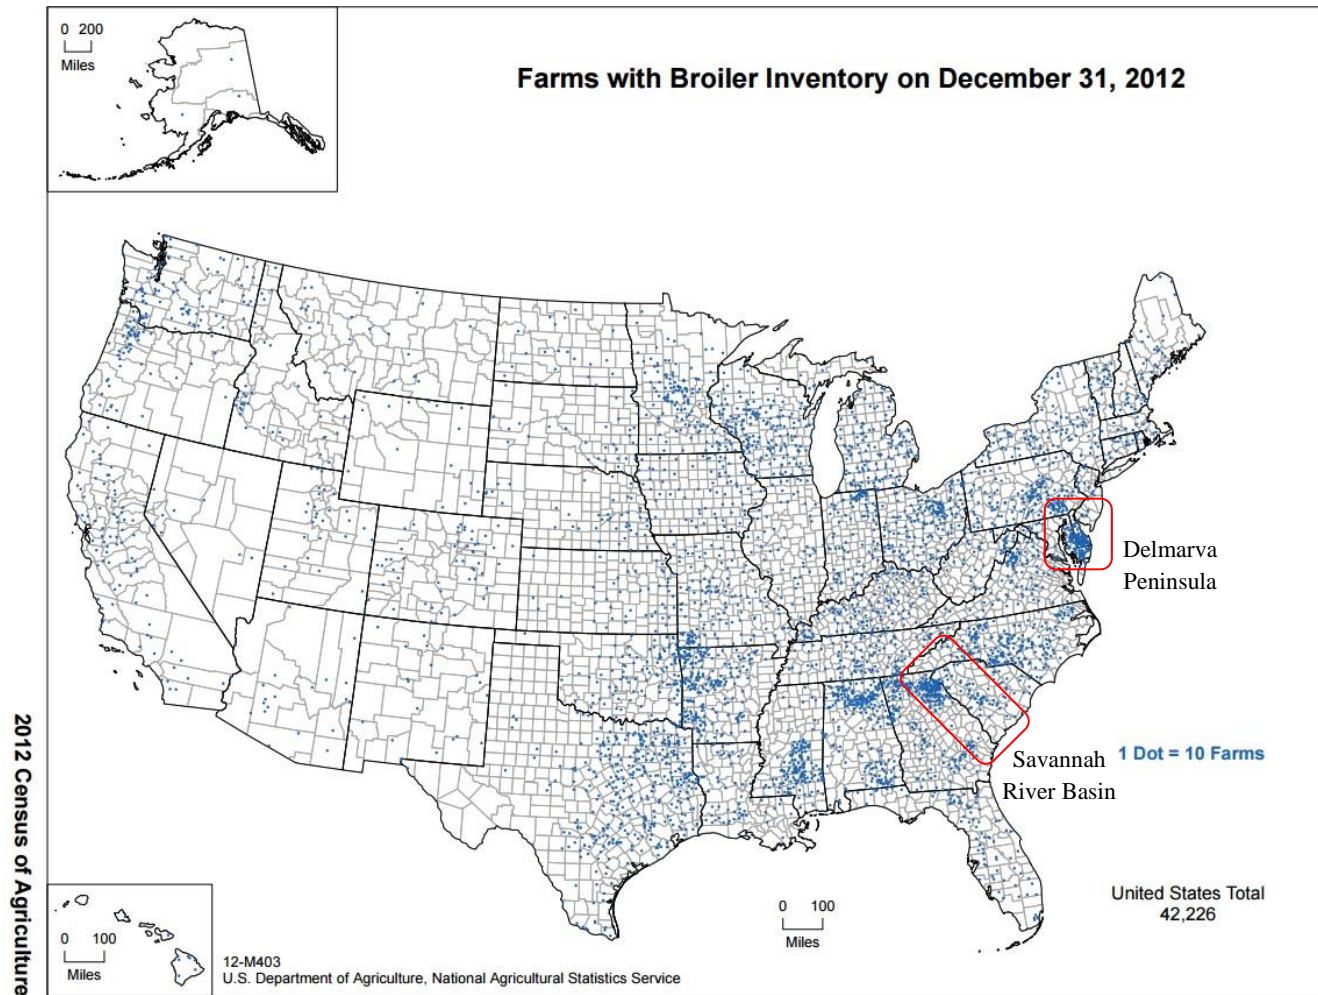 0 200
Miles
Farms with Broiler Inventory on December 31, 2012
Delmarva
Peninsula
Savannah
River Basin
1 Dot = 10 Farms
United States Total
42,226
0 100
Miles
0 100
Miles
12-M403
U.S. Department of Agriculture, National Agricultural Statistics Service
2012 Census of Agriculture